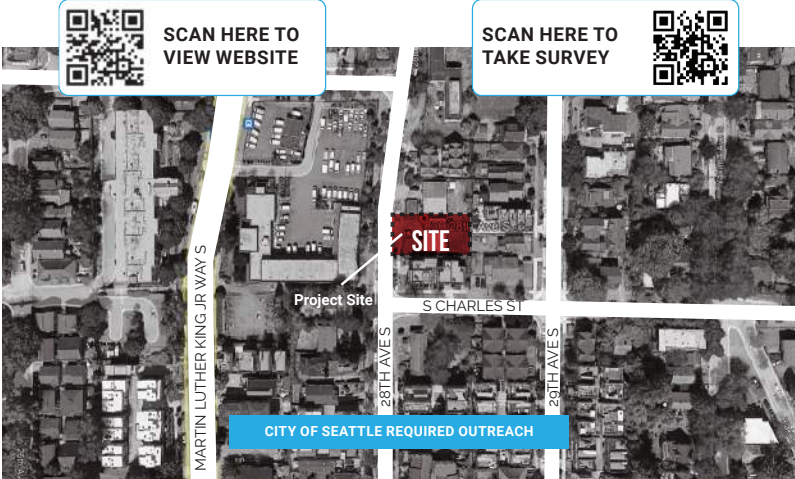 SCAN HERE TO
VIEW WEBSITE
SCAN HERE TO
TAKE SURVEY
SITE
Project Site
S CHARLES ST
MARTIN LUTHER KING JR WAY S
28TH AVE S
29TH AVE S
CITY OF SEATTLE REQUIRED OUTREACH